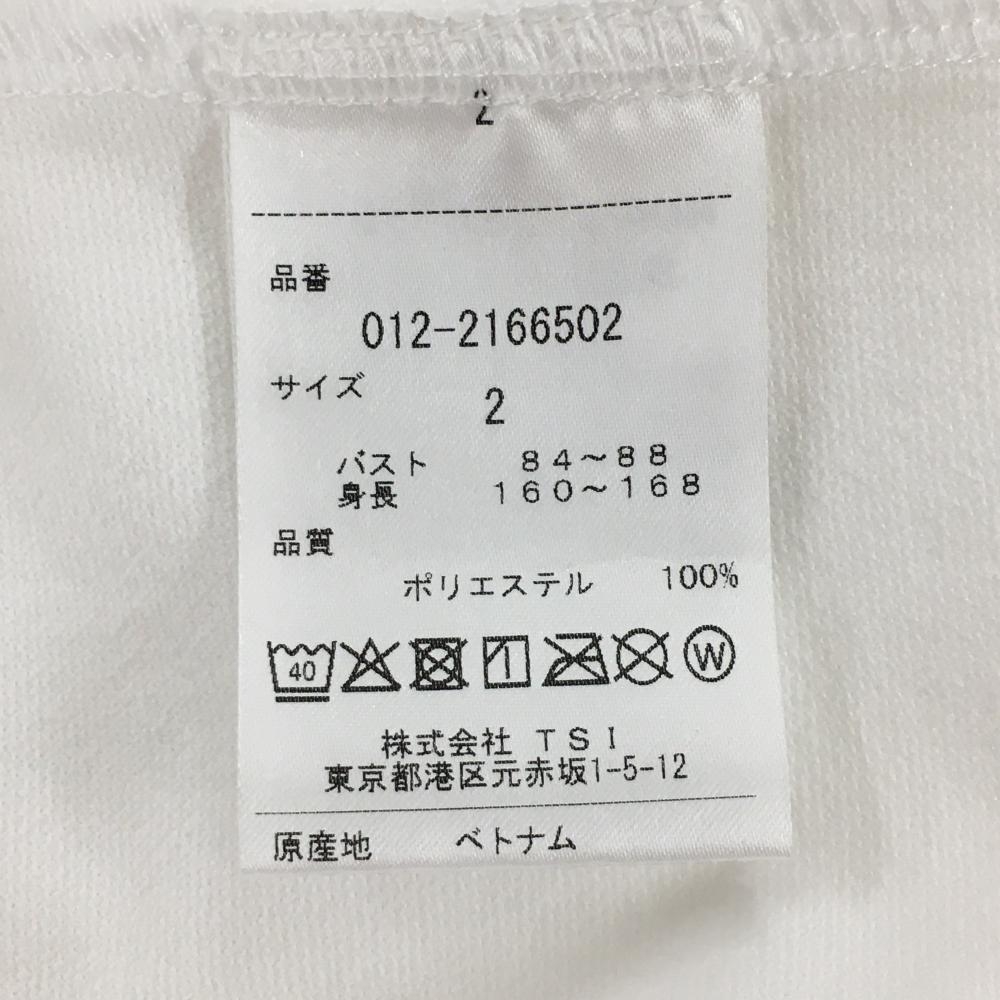 2
品番
012-2166502
サイズ
2
バスト 84～88
身長 160～168
品質
ポリエステル 100%
40 W
株式会社 TSI
東京都港区元赤坂1-5-12
原産地 ベトナム